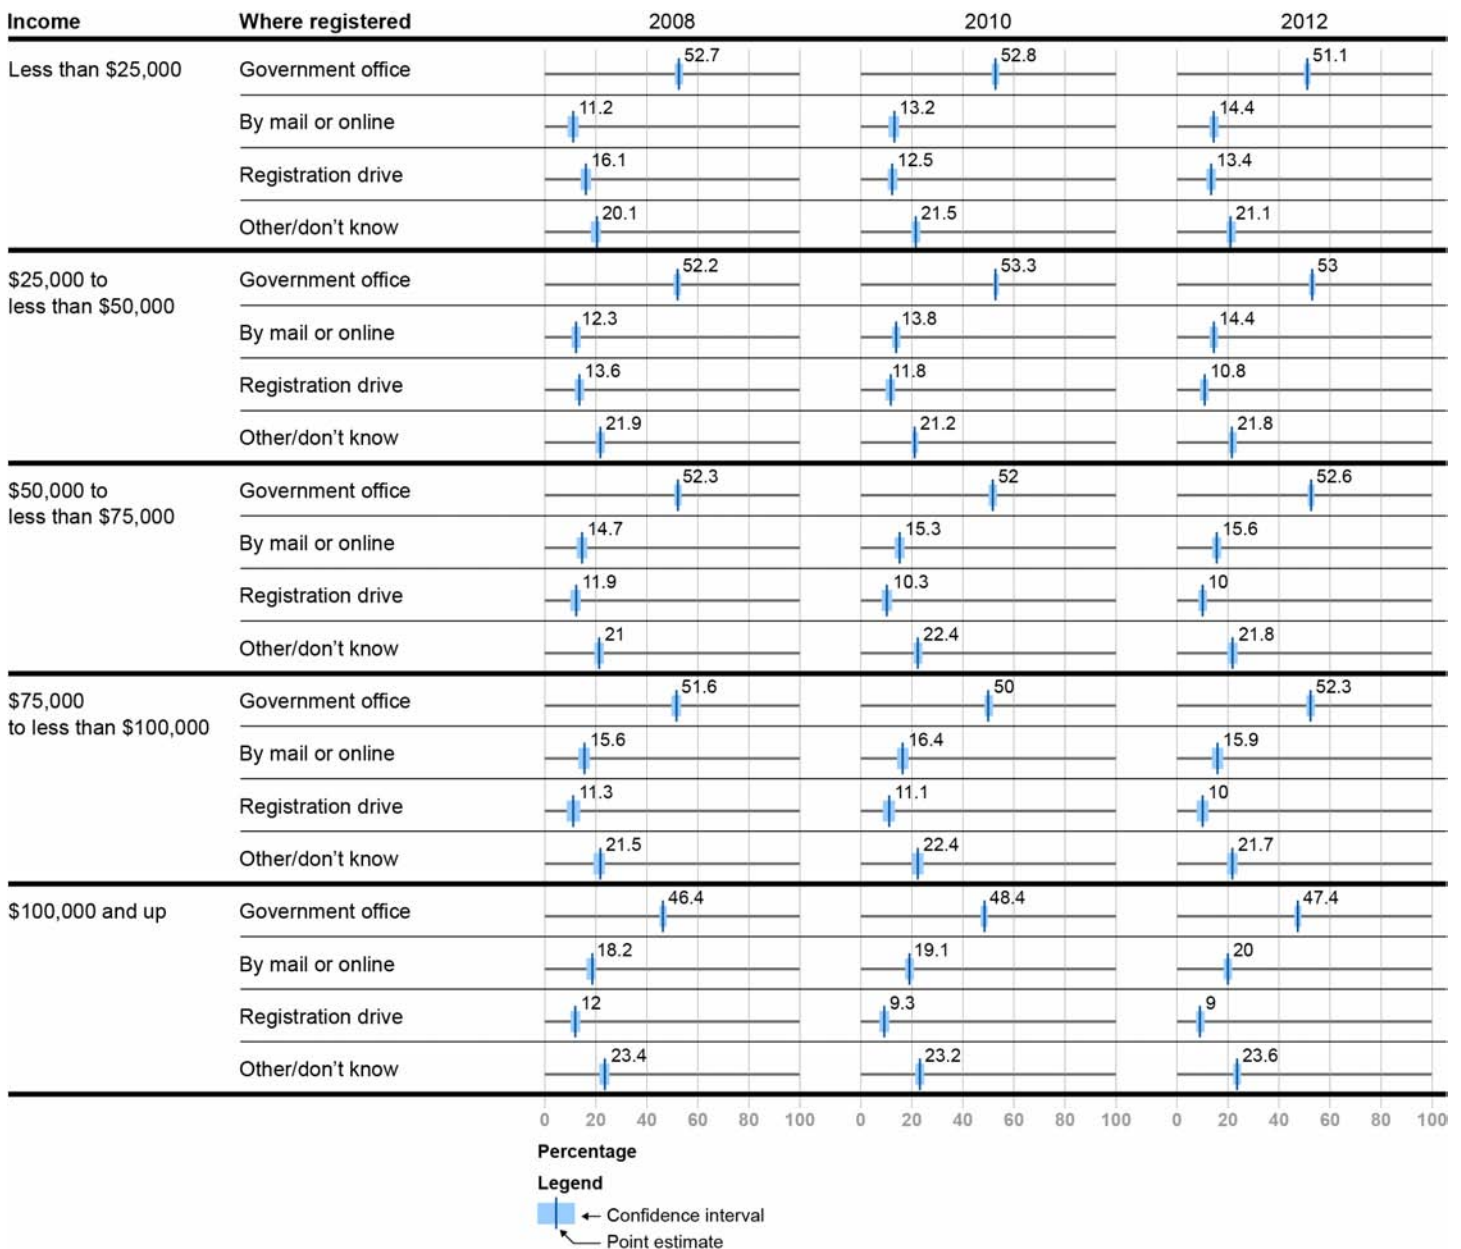 Income Where registered 2008 2010 2012
Less than $25,000 Government office 52.7 52.8 51.1
By mail or online 11.2 13.2 14.4
Registration drive 16.1 12.5 13.4
Other/don't know 20.1 21.5 21.1
$25,000 to Government office 52.2 53.3 53
less than $50,000
By mail or online 12.3 13.8 14.4
Registration drive 13.6 11.8 10.8
Other/don't know 21.9 21.2 21.8
$50,000 to Government office 52.3 52 52.6
less than $75,000
By mail or online 14.7 15.3 15.6
Registration drive 11.9 10.3 10
Other/don't know 21 22.4 21.8
$75,000 Government office 51.6 50 52.3
to less than $100,000
By mail or online 15.6 16.4 15.9
Registration drive 11.3 11.1 10
Other/don't know 21.5 22.4 21.7
$100,000 and up Government office 46.4 48.4 47.4
By mail or online 18.2 19.1 20
Registration drive 12 9.3 9
Other/don't know 23.4 23.2 23.6
0 20 40 60 80 100 0 20 40 60 80 100 0 20 40 60 80 100
Percentage
Legend
Confidence interval
Point estimate